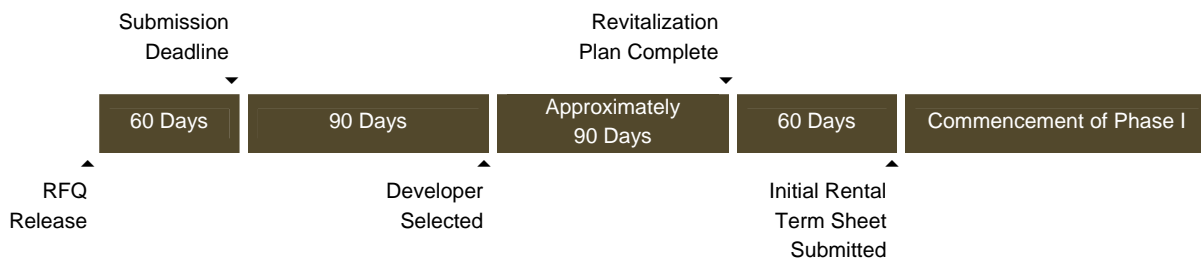 Submission
Deadline
Revitalization
Plan Complete
60 Days
90 Days
Approximately
90 Days
60 Days
Commencement of Phase I
RFQ
Release
Developer
Selected
Initial Rental
Term Sheet
Submitted